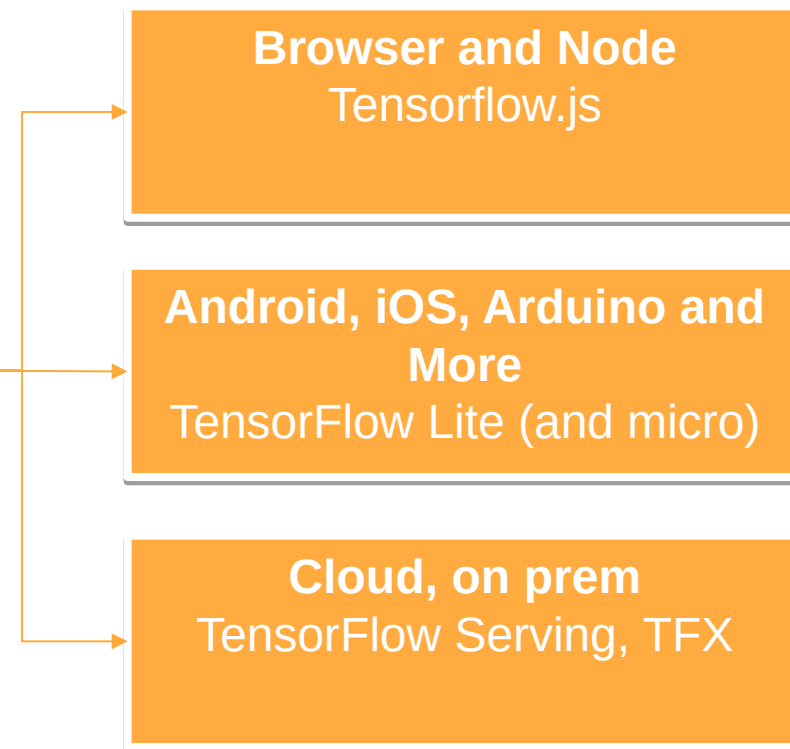 Browser and Node
Tensorflow.js
Android, iOS, Arduino and
More
TensorFlow Lite (and micro)
Cloud, on prem
TensorFlow Serving, TFX